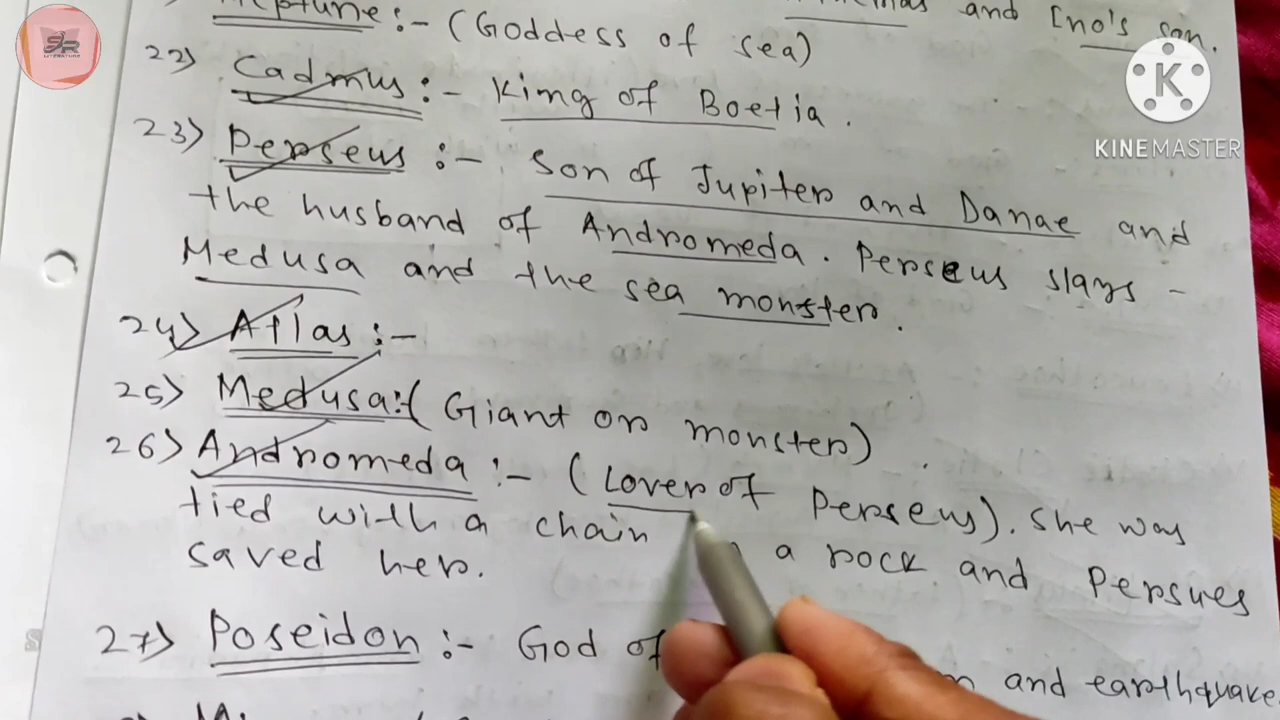 SR
LITERATURE
K
KINEMASTER
Neptune :- (Goddess of sea) and Ino's son.
22) Cadmus :- King of Boetia.
23) Perseus :- Son of Jupiter and Danae and
the husband of Andromeda. Perseus slays -
Medusa and the sea monster.
24) Atlas :-
25) Medusa:( Giant or monster)
26) Andromeda :- (Lover of Perseus). She was
tied with a chain a rock and Persues
saved her.
27) Poseidon :- God of and earthquake